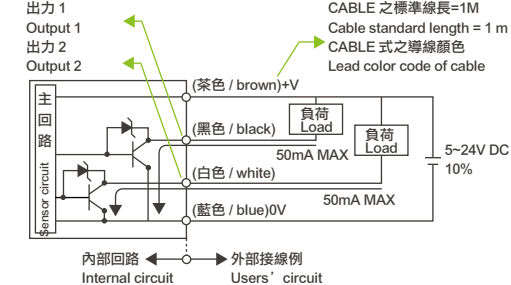 出力 1
Output 1
出力 2
Output 2
CABLE 之標準線長=1M
Cable standard length = 1 m
CABLE 式之導線顏色
Lead color code of cable
(茶色 / brown)+V
主回路
Sensor circuit
(黑色 / black)
負荷
Load
負荷
Load
50mA MAX
5~24V DC
10%
(白色 / white)
50mA MAX
(藍色 / blue)0V
內部回路
Internal circuit
外部接線例
Users' circuit